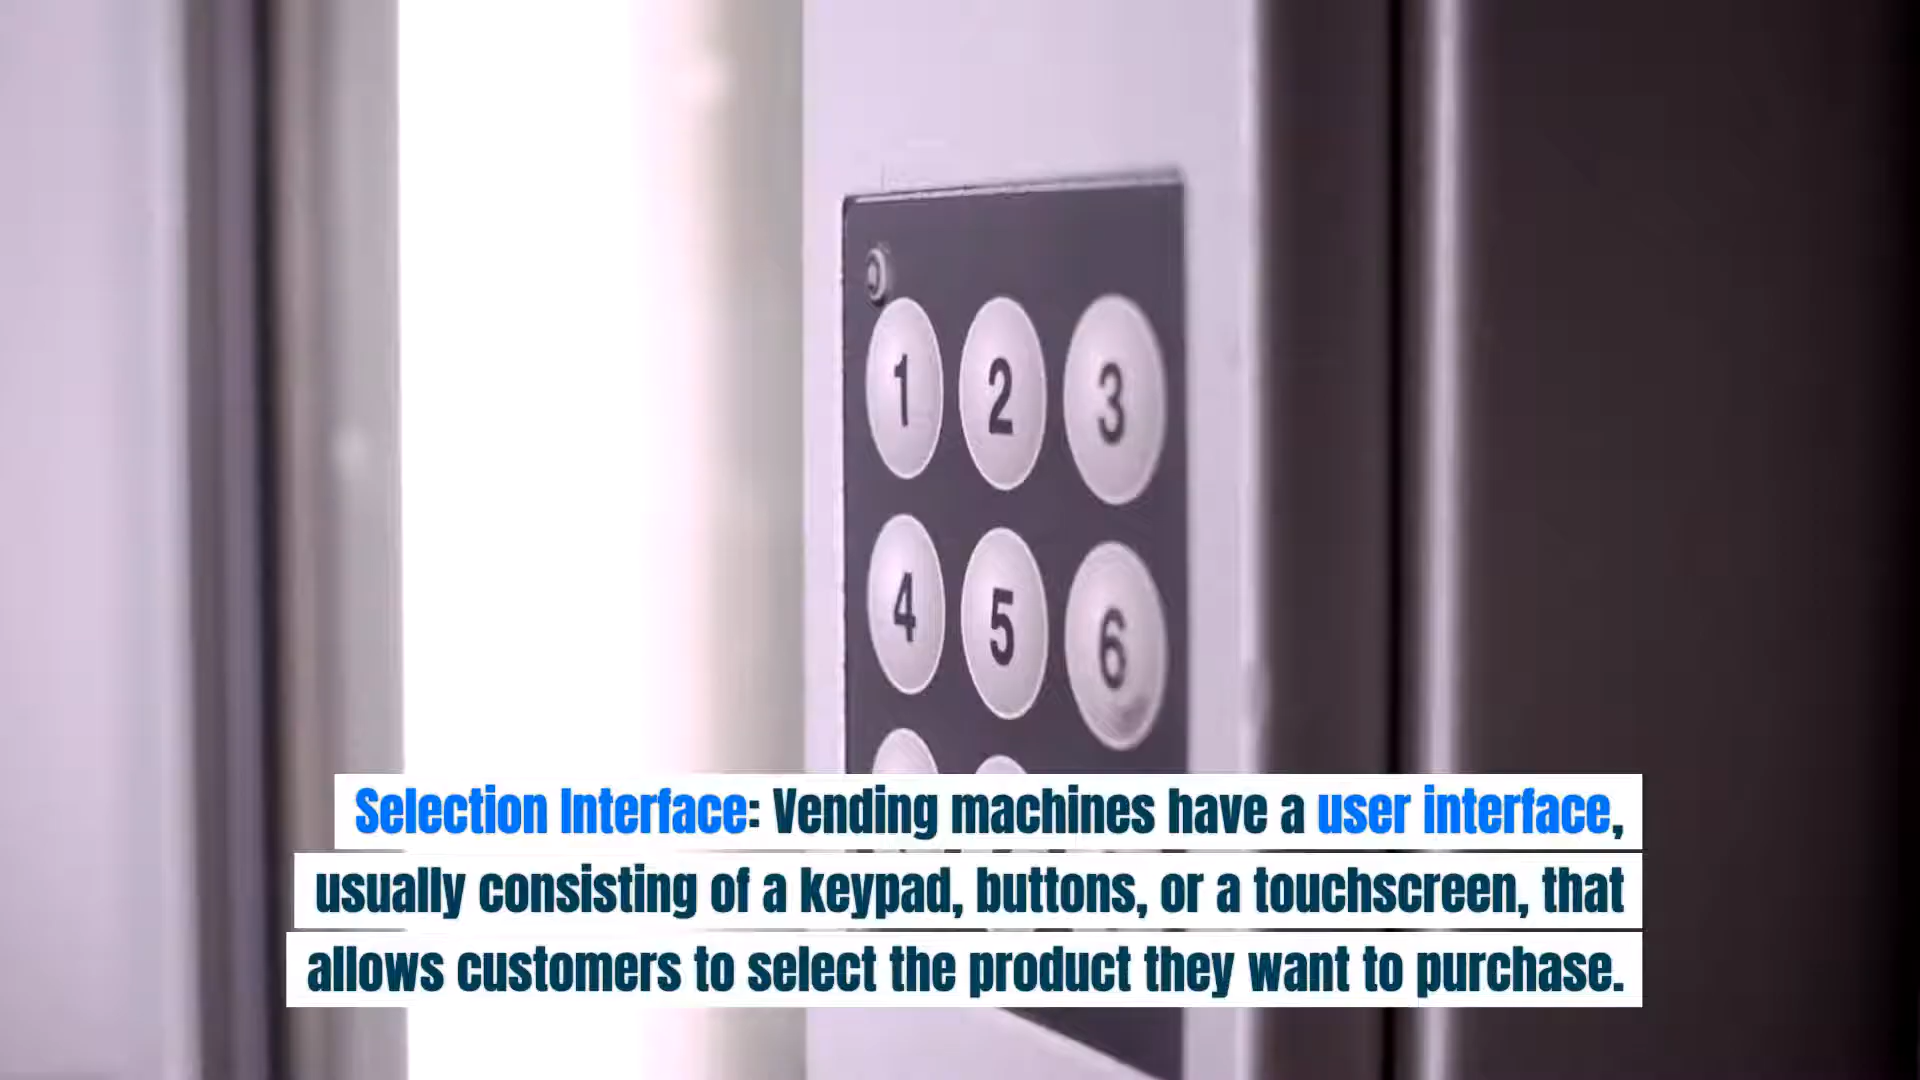 1 2 3
4 5 6
Selection Interface: Vending machines have a user interface,
usually consisting of a keypad, buttons, or a touchscreen, that
allows customers to select the product they want to purchase.